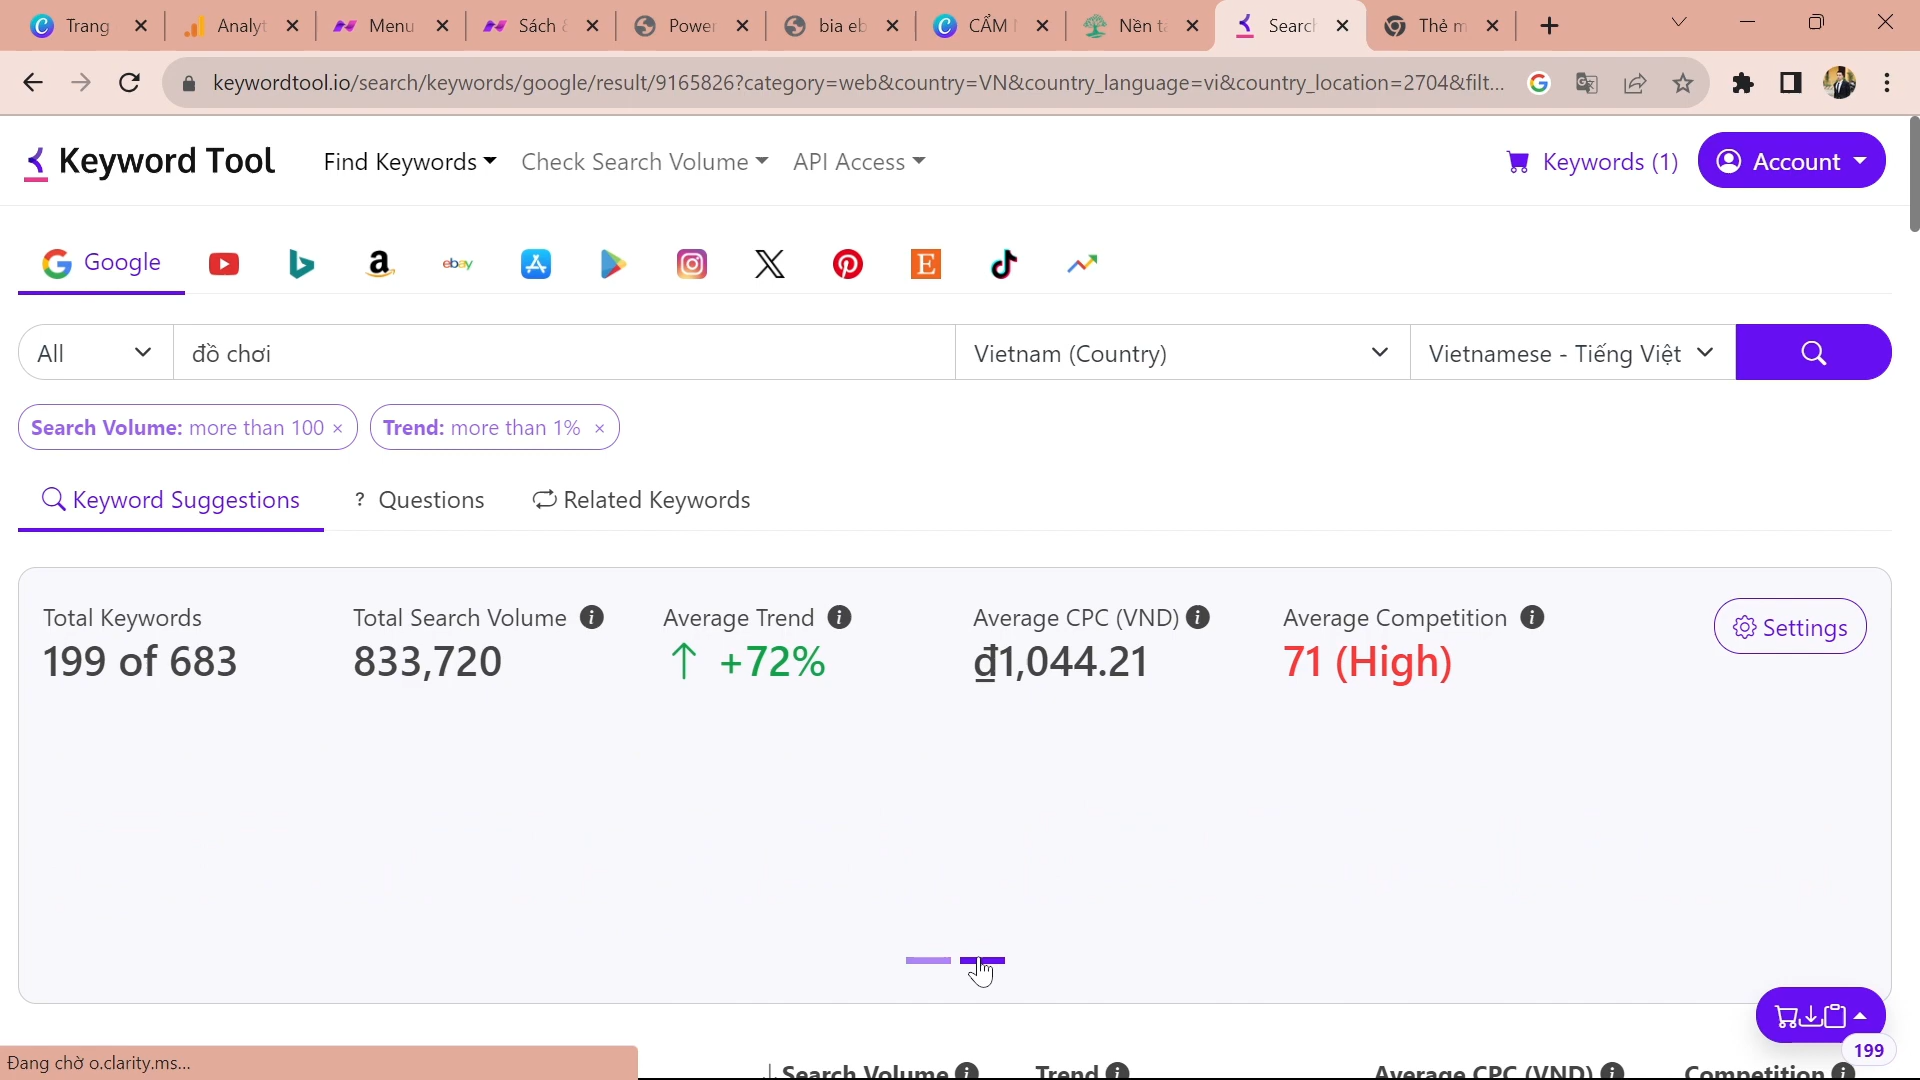 Trang
Analyt
Menu
Sách &
Power
bia eb
CẨM
Nền tả
Search
Thẻ m
keywordtool.io/search/keywords/google/result/9165826?category=web&country=VN&country_language=vi&country_location=2704&filt...
Keyword Tool
Find Keywords
Check Search Volume
API Access
Keywords (1)
Account
Google
ebay
All
đồ chơi
Vietnam (Country)
Vietnamese - Tiếng Việt
Search Volume: more than 100 ×
Trend: more than 1% ×
Keyword Suggestions
? Questions
Related Keywords
Total Keywords
199 of 683
Total Search Volume
833,720
Average Trend
↑ +72%
Average CPC (VND)
₫1,044.21
Average Competition
71 (High)
Settings
199
Đang chờ o.clarity.ms...
↓ Search Volume
Trend
Average CPC (VND)
Competition